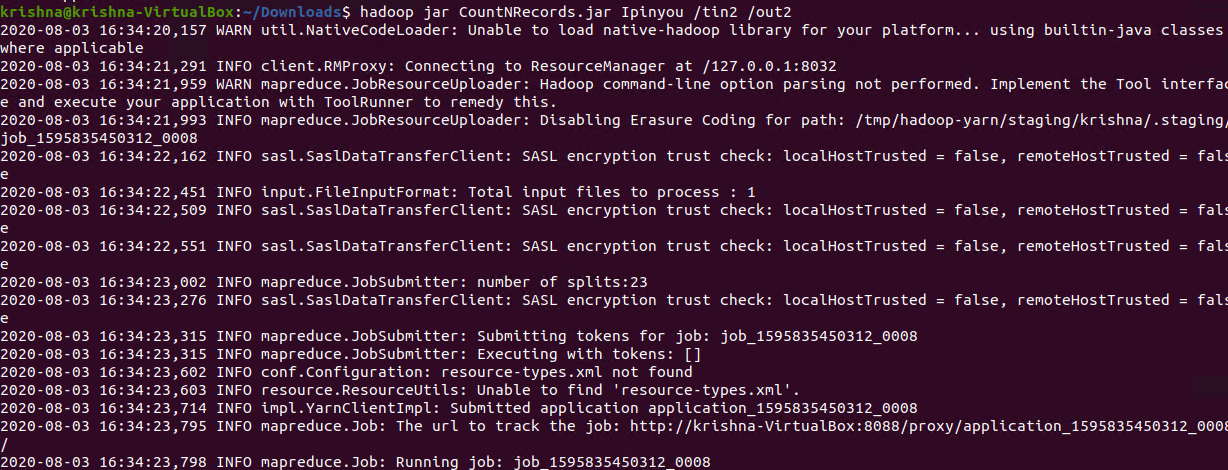 krishna@krishna-VirtualBox:~/Downloads$ hadoop jar CountNRecords.jar Ipinyou /tin2 /out2
2020-08-03 16:34:20,157 WARN util.NativeCodeLoader: Unable to load native-hadoop library for your platform... using builtin-java classes
where applicable
2020-08-03 16:34:21,291 INFO client.RMProxy: Connecting to ResourceManager at /127.0.0.1:8032
2020-08-03 16:34:21,959 WARN mapreduce.JobResourceUploader: Hadoop command-line option parsing not performed. Implement the Tool interfac
e and execute your application with ToolRunner to remedy this.
2020-08-03 16:34:21,993 INFO mapreduce.JobResourceUploader: Disabling Erasure Coding for path: /tmp/hadoop-yarn/staging/krishna/.staging/
job_1595835450312_0008
2020-08-03 16:34:22,162 INFO sasl.SaslDataTransferClient: SASL encryption trust check: localHostTrusted = false, remoteHostTrusted = fals
e
2020-08-03 16:34:22,451 INFO input.FileInputFormat: Total input files to process : 1
2020-08-03 16:34:22,509 INFO sasl.SaslDataTransferClient: SASL encryption trust check: localHostTrusted = false, remoteHostTrusted = fals
e
2020-08-03 16:34:22,551 INFO sasl.SaslDataTransferClient: SASL encryption trust check: localHostTrusted = false, remoteHostTrusted = fals
e
2020-08-03 16:34:23,002 INFO mapreduce.JobSubmitter: number of splits:23
2020-08-03 16:34:23,276 INFO sasl.SaslDataTransferClient: SASL encryption trust check: localHostTrusted = false, remoteHostTrusted = fals
e
2020-08-03 16:34:23,315 INFO mapreduce.JobSubmitter: Submitting tokens for job: job_1595835450312_0008
2020-08-03 16:34:23,315 INFO mapreduce.JobSubmitter: Executing with tokens: []
2020-08-03 16:34:23,602 INFO conf.Configuration: resource-types.xml not found
2020-08-03 16:34:23,603 INFO resource.ResourceUtils: Unable to find 'resource-types.xml'.
2020-08-03 16:34:23,714 INFO impl.YarnClientImpl: Submitted application application_1595835450312_0008
2020-08-03 16:34:23,795 INFO mapreduce.Job: The url to track the job: http://krishna-VirtualBox:8088/proxy/application_1595835450312_0008
/
2020-08-03 16:34:23,798 INFO mapreduce.Job: Running job: job_1595835450312_0008